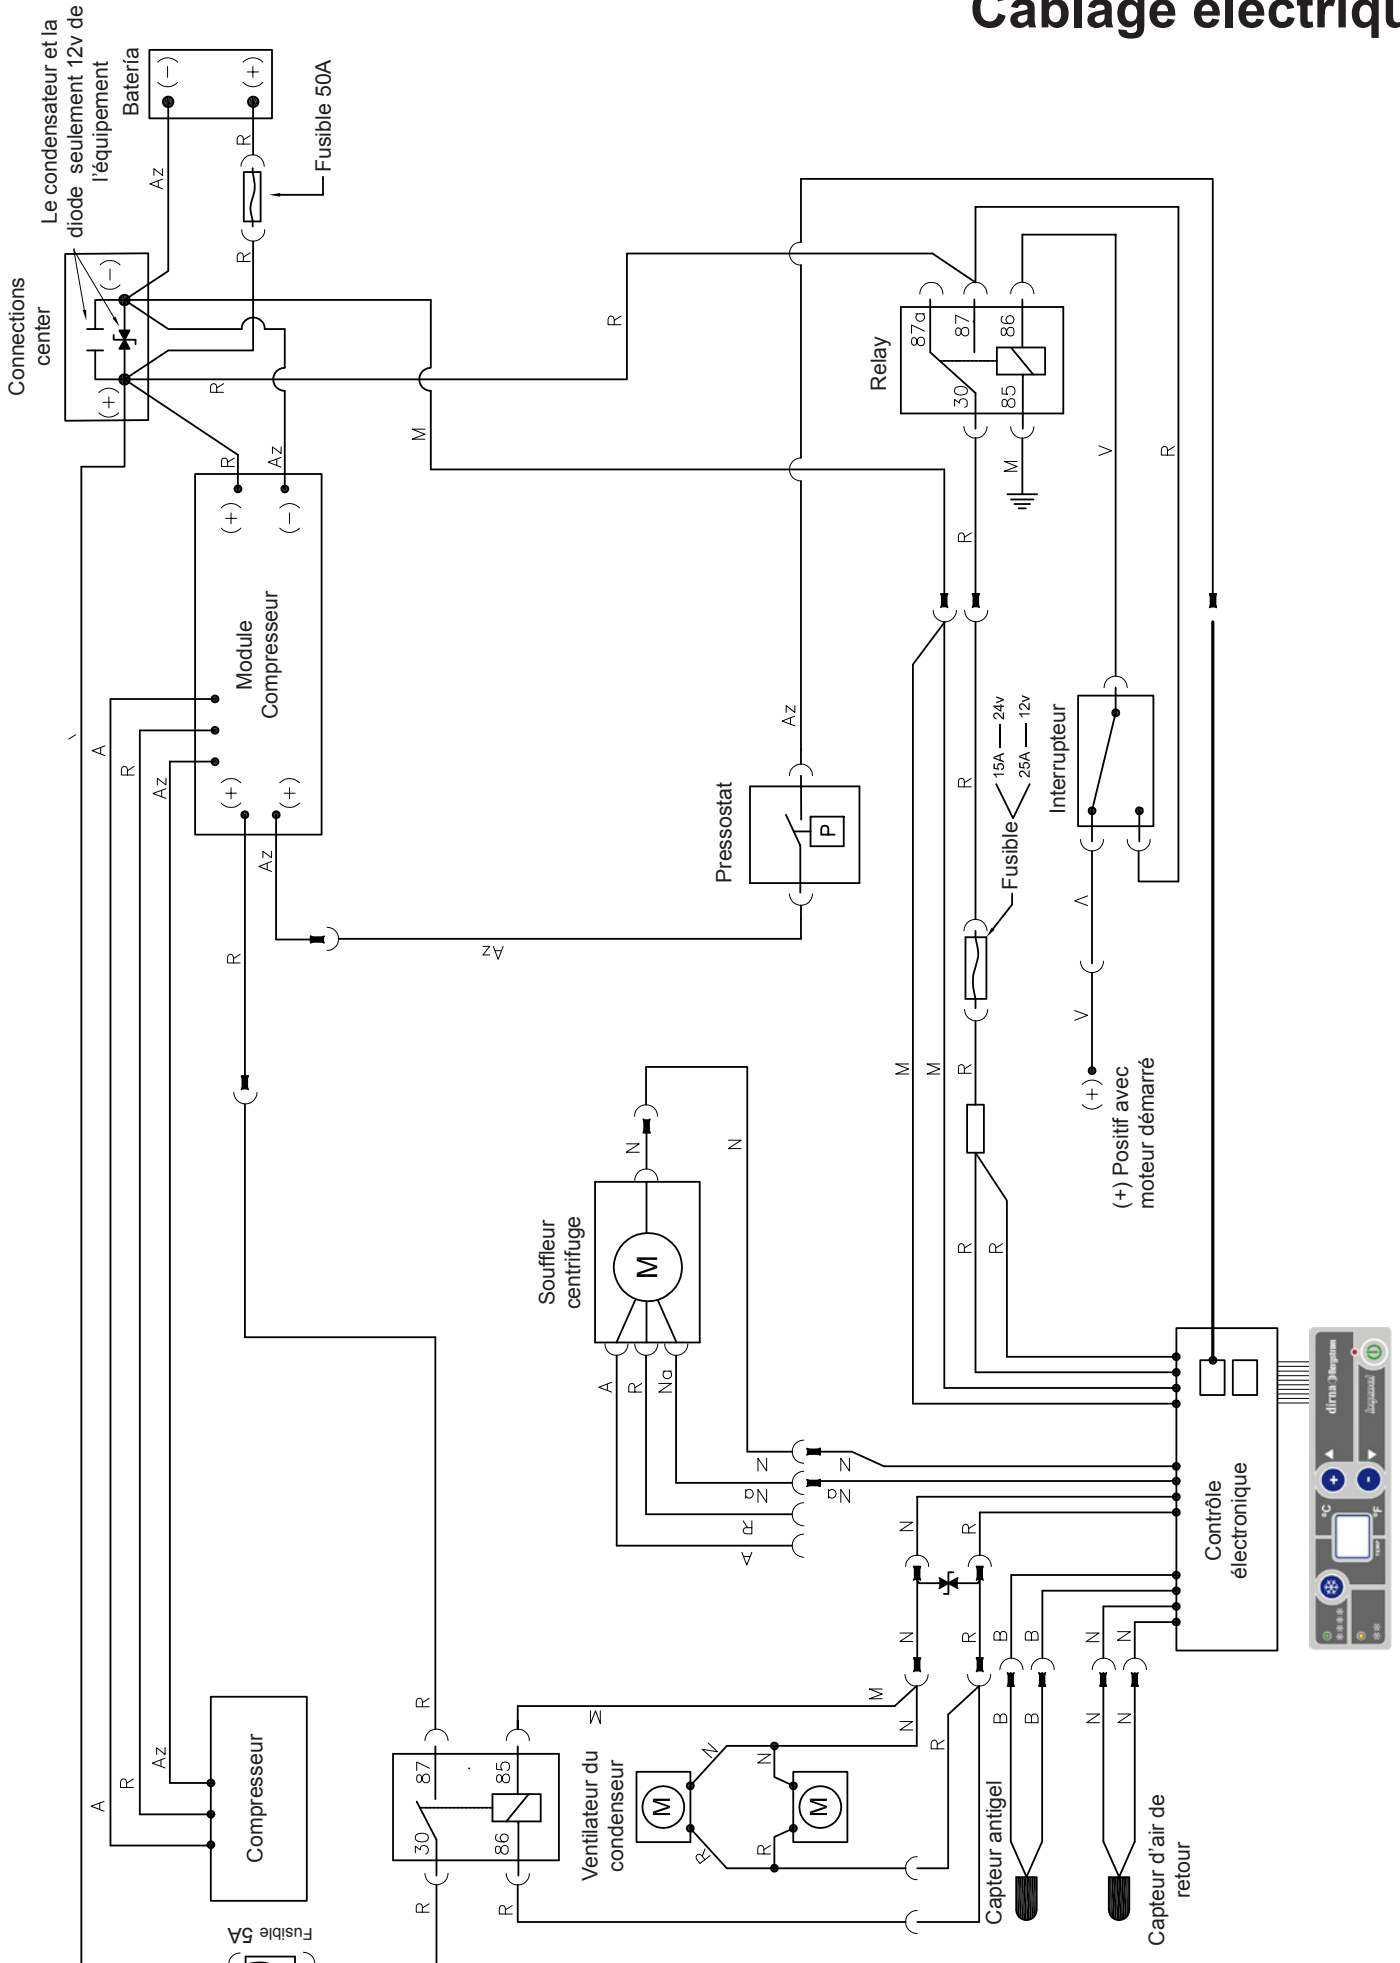 Câblage électriqu
Le condensateur et la
diode seulement 12v de
l'équipement
Batería
(-)
(+)
Az
R
R
Fusible 50A
Connections
center
(-)
(+)
R
R
Az
M
R
Module
Compresseur
(+)
(-)
(+)
(+)
A
R
Az
R
Az
Az
Az
Pressostat
P
Relay
87a
87
86
30
85
M
R
V
R
R
Fusible
15A — 24v
25A — 12v
Interrupteur
V
V
(+)
(+) Positif avec
moteur démarré
M
M
R
R
R
Souffleur
centrifuge
M
N
N
A
R
Na
N
Na
R
A
N
Na
N
R
N
R
Contrôle
électronique
dirna Bergstrom
°C
°F
TEMP
+
-
Compresseur
A
R
Az
Fusible 5A
R
87
85
30
86
R
R
M
M
N
R
Ventilateur du
condenseur
M
M
N
N
R
R
Capteur antigel
B
B
B
B
N
N
N
N
Capteur d'air de
retour